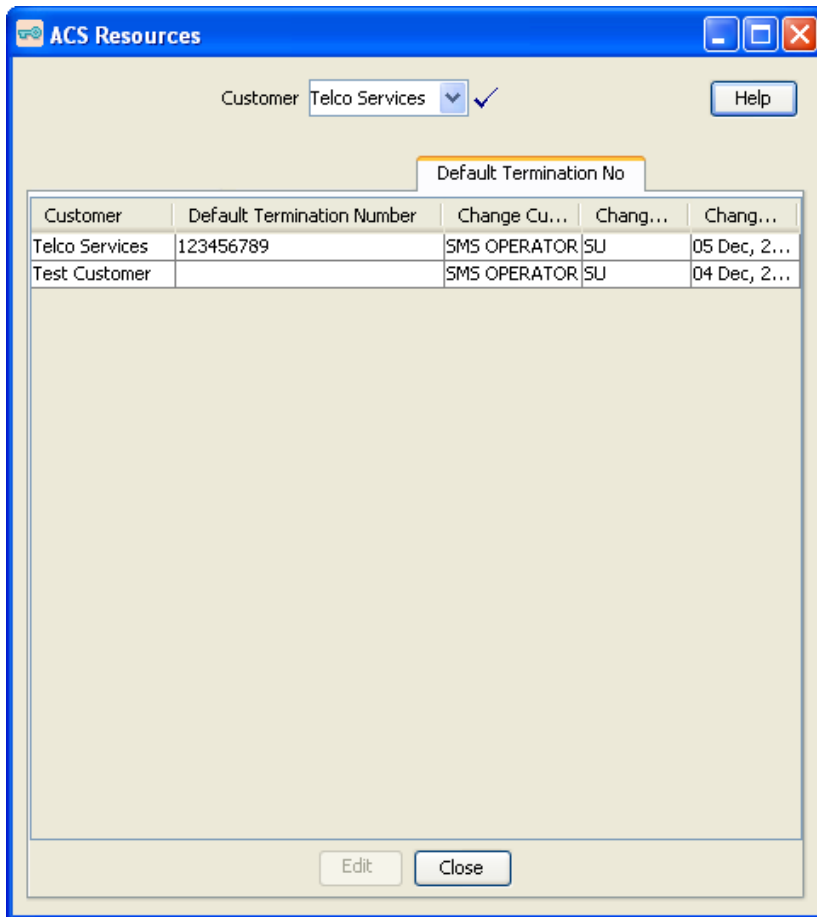 ACS Resources
Customer Telco Services Help
Default Termination No
Customer Default Termination Number Change Cu... Chang... Chang...
Telco Services 123456789 SMS OPERATOR SU 05 Dec, 2...
Test Customer SMS OPERATOR SU 04 Dec, 2...
Edit Close